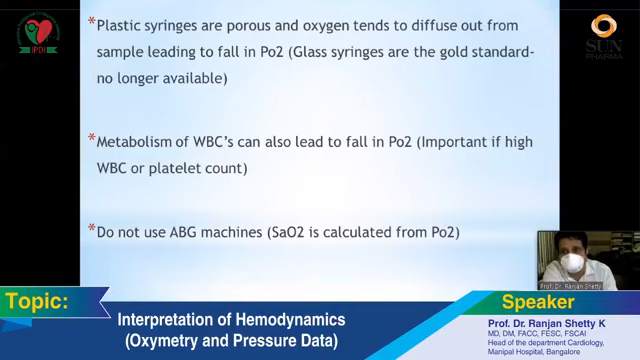 IPDI
SUN
PHARMA
*Plastic syringes are porous and oxygen tends to diffuse out from
sample leading to fall in Po2 (Glass syringes are the gold standard-
no longer available)
*Metabolism of WBC's can also lead to fall in Po2 (Important if high
WBC or platelet count)
*Do not use ABG machines (SaO2 is calculated from Po2)
Prof. Dr. Ranjan Shetty
Topic:
Interpretation of Hemodynamics
(Oxymetry and Pressure Data)
Speaker
Prof. Dr. Ranjan Shetty K
MD, DM, FACC, FESC, FSCAI
Head of the department Cardiology,
Manipal Hospital, Bangalore